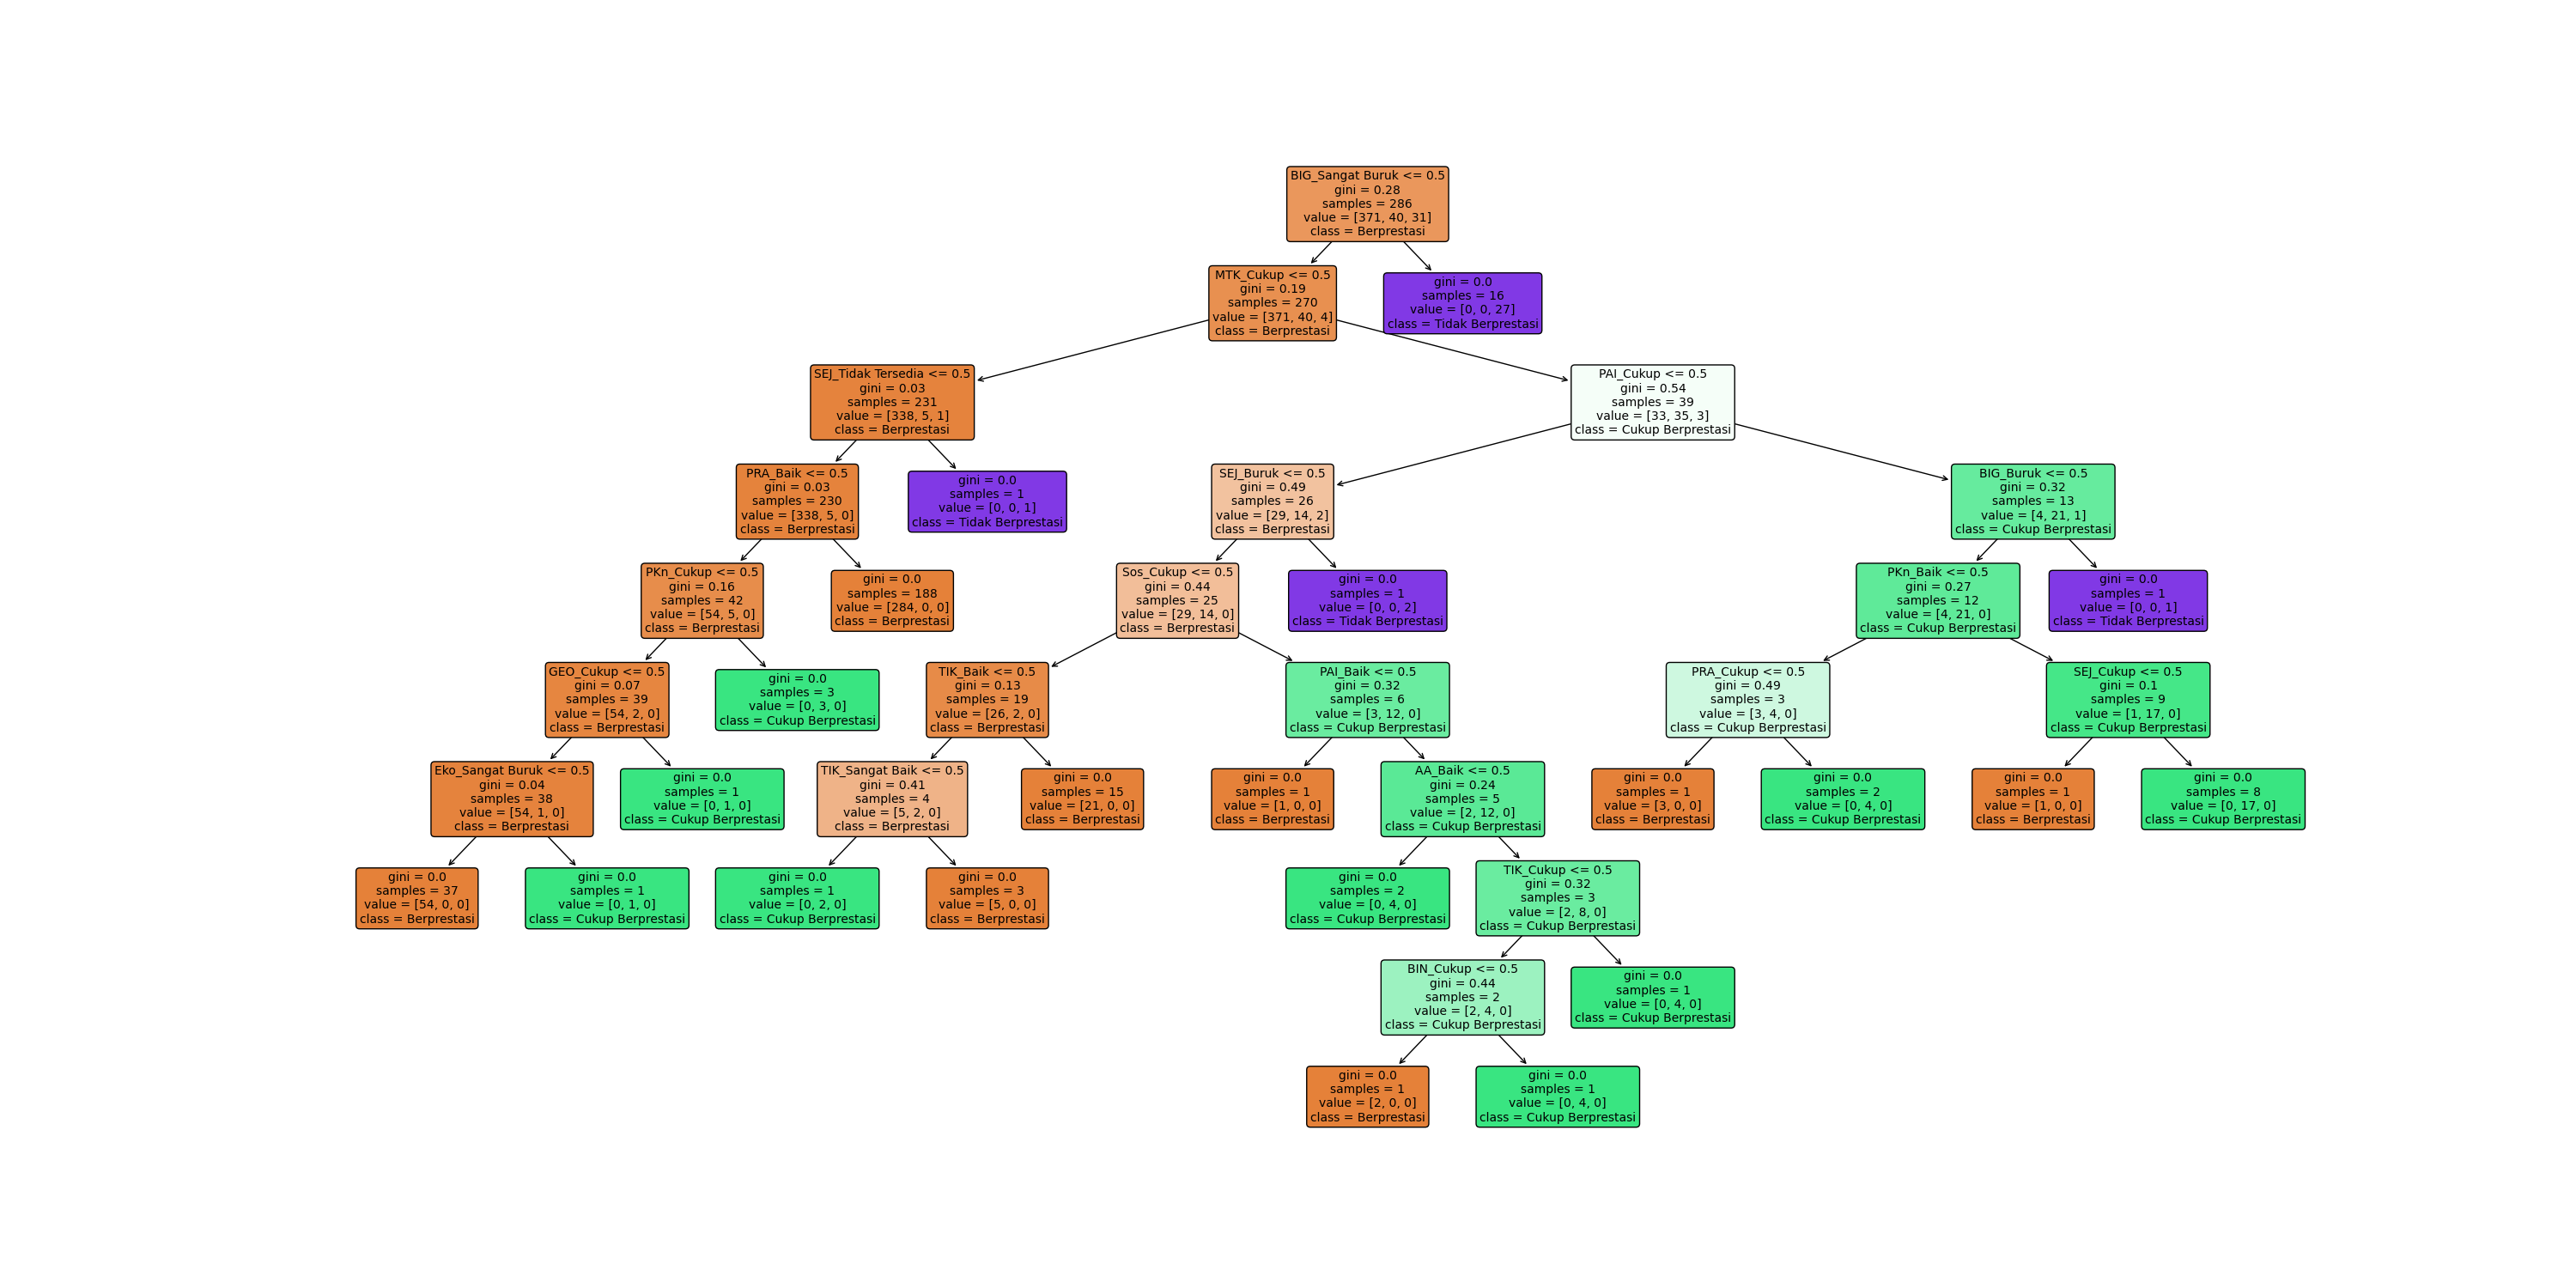 BIG_Sangat Buruk <= 0.5
gini = 0.28
samples = 286
value = [371, 40, 31]
class = Berprestasi
MTK_Cukup <= 0.5
gini = 0.19
samples = 270
value = [371, 40, 4]
class = Berprestasi
gini = 0.0
samples = 16
value = [0, 0, 27]
class = Tidak Berprestasi
SEJ_Tidak Tersedia <= 0.5
gini = 0.03
samples = 231
value = [338, 5, 1]
class = Berprestasi
PAI_Cukup <= 0.5
gini = 0.54
samples = 39
value = [33, 35, 3]
class = Cukup Berprestasi
PRA_Baik <= 0.5
gini = 0.03
samples = 230
value = [338, 5, 0]
class = Berprestasi
gini = 0.0
samples = 1
value = [0, 0, 1]
class = Tidak Berprestasi
SEJ_Buruk <= 0.5
gini = 0.49
samples = 26
value = [29, 14, 2]
class = Berprestasi
BIG_Buruk <= 0.5
gini = 0.32
samples = 13
value = [4, 21, 1]
class = Cukup Berprestasi
PKn_Cukup <= 0.5
gini = 0.16
samples = 42
value = [54, 5, 0]
class = Berprestasi
gini = 0.0
samples = 188
value = [284, 0, 0]
class = Berprestasi
Sos_Cukup <= 0.5
gini = 0.44
samples = 25
value = [29, 14, 0]
class = Berprestasi
gini = 0.0
samples = 1
value = [0, 0, 2]
class = Tidak Berprestasi
PKn_Baik <= 0.5
gini = 0.27
samples = 12
value = [4, 21, 0]
class = Cukup Berprestasi
gini = 0.0
samples = 1
value = [0, 0, 1]
class = Tidak Berprestasi
GEO_Cukup <= 0.5
gini = 0.07
samples = 39
value = [54, 2, 0]
class = Berprestasi
gini = 0.0
samples = 3
value = [0, 3, 0]
class = Cukup Berprestasi
TIK_Baik <= 0.5
gini = 0.13
samples = 19
value = [26, 2, 0]
class = Berprestasi
PAI_Baik <= 0.5
gini = 0.32
samples = 6
value = [3, 12, 0]
class = Cukup Berprestasi
PRA_Cukup <= 0.5
gini = 0.49
samples = 3
value = [3, 4, 0]
class = Cukup Berprestasi
SEJ_Cukup <= 0.5
gini = 0.1
samples = 9
value = [1, 17, 0]
class = Cukup Berprestasi
Eko_Sangat Buruk <= 0.5
gini = 0.04
samples = 38
value = [54, 1, 0]
class = Berprestasi
gini = 0.0
samples = 1
value = [0, 1, 0]
class = Cukup Berprestasi
TIK_Sangat Baik <= 0.5
gini = 0.41
samples = 4
value = [5, 2, 0]
class = Berprestasi
gini = 0.0
samples = 15
value = [21, 0, 0]
class = Berprestasi
gini = 0.0
samples = 1
value = [1, 0, 0]
class = Berprestasi
AA_Baik <= 0.5
gini = 0.24
samples = 5
value = [2, 12, 0]
class = Cukup Berprestasi
gini = 0.0
samples = 1
value = [3, 0, 0]
class = Berprestasi
gini = 0.0
samples = 2
value = [0, 4, 0]
class = Cukup Berprestasi
gini = 0.0
samples = 1
value = [1, 0, 0]
class = Berprestasi
gini = 0.0
samples = 8
value = [0, 17, 0]
class = Cukup Berprestasi
gini = 0.0
samples = 37
value = [54, 0, 0]
class = Berprestasi
gini = 0.0
samples = 1
value = [0, 1, 0]
class = Cukup Berprestasi
gini = 0.0
samples = 1
value = [0, 2, 0]
class = Cukup Berprestasi
gini = 0.0
samples = 3
value = [5, 0, 0]
class = Berprestasi
gini = 0.0
samples = 2
value = [0, 4, 0]
class = Cukup Berprestasi
TIK_Cukup <= 0.5
gini = 0.32
samples = 3
value = [2, 8, 0]
class = Cukup Berprestasi
BIN_Cukup <= 0.5
gini = 0.44
samples = 2
value = [2, 4, 0]
class = Cukup Berprestasi
gini = 0.0
samples = 1
value = [0, 4, 0]
class = Cukup Berprestasi
gini = 0.0
samples = 1
value = [2, 0, 0]
class = Berprestasi
gini = 0.0
samples = 1
value = [0, 4, 0]
class = Cukup Berprestasi